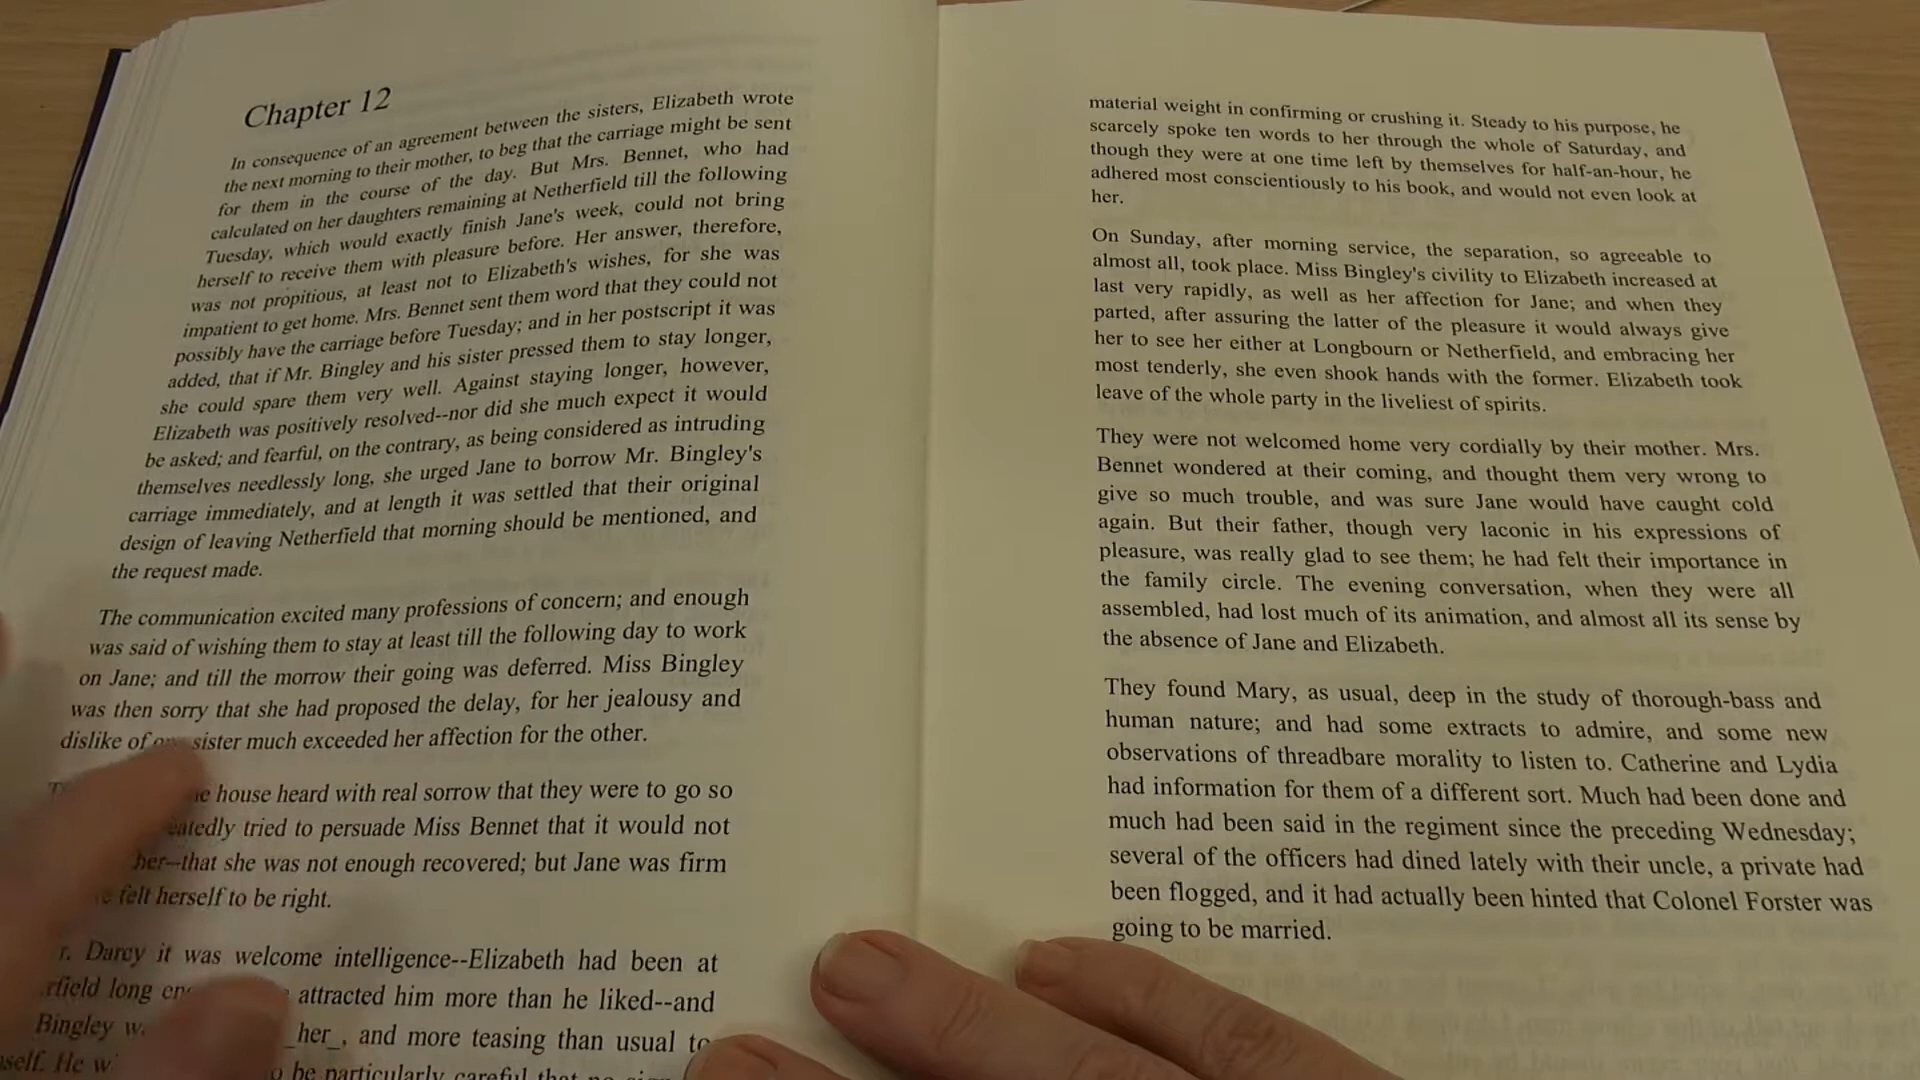 Chapter 12
In consequence of an agreement between the sisters, Elizabeth wrote
the next morning to their mother, to beg that the carriage might be sent
for them in the course of the day. But Mrs. Bennet, who had
calculated on her daughters remaining at Netherfield till the following
Tuesday, which would exactly finish Jane's week, could not bring
herself to receive them with pleasure before. Her answer, therefore,
was not propitious, at least not to Elizabeth's wishes, for she was
impatient to get home. Mrs. Bennet sent them word that they could not
possibly have the carriage before Tuesday; and in her postscript it was
added, that if Mr. Bingley and his sister pressed them to stay longer,
she could spare them very well. Against staying longer, however,
Elizabeth was positively resolved--nor did she much expect it would
be asked; and fearful, on the contrary, as being considered as intruding
themselves needlessly long, she urged Jane to borrow Mr. Bingley's
carriage immediately, and at length it was settled that their original
design of leaving Netherfield that morning should be mentioned, and
the request made.
The communication excited many professions of concern; and enough
was said of wishing them to stay at least till the following day to work
on Jane; and till the morrow their going was deferred. Miss Bingley
was then sorry that she had proposed the delay, for her jealousy and
dislike of sister much exceeded her affection for the other.
house heard with real sorrow that they were to go so
tried to persuade Miss Bennet that it would not
her--that she was not enough recovered; but Jane was firm
felt herself to be right.
Darcy it was welcome intelligence--Elizabeth had been at
long attracted him more than he liked--and
Bingley _her_, and more teasing than usual
He be particularly careful that no
material weight in confirming or crushing it. Steady to his purpose, he
scarcely spoke ten words to her through the whole of Saturday, and
though they were at one time left by themselves for half-an-hour, he
adhered most conscientiously to his book, and would not even look at
her.
On Sunday, after morning service, the separation, so agreeable to
almost all, took place. Miss Bingley's civility to Elizabeth increased at
last very rapidly, as well as her affection for Jane; and when they
parted, after assuring the latter of the pleasure it would always give
her to see her either at Longbourn or Netherfield, and embracing her
most tenderly, she even shook hands with the former. Elizabeth took
leave of the whole party in the liveliest of spirits.
They were not welcomed home very cordially by their mother. Mrs.
Bennet wondered at their coming, and thought them very wrong to
give so much trouble, and was sure Jane would have caught cold
again. But their father, though very laconic in his expressions of
pleasure, was really glad to see them; he had felt their importance in
the family circle. The evening conversation, when they were all
assembled, had lost much of its animation, and almost all its sense by
the absence of Jane and Elizabeth.
They found Mary, as usual, deep in the study of thorough-bass and
human nature; and had some extracts to admire, and some new
observations of threadbare morality to listen to. Catherine and Lydia
had information for them of a different sort. Much had been done and
much had been said in the regiment since the preceding Wednesday;
several of the officers had dined lately with their uncle, a private had
been flogged, and it had actually been hinted that Colonel Forster was
going to be married.